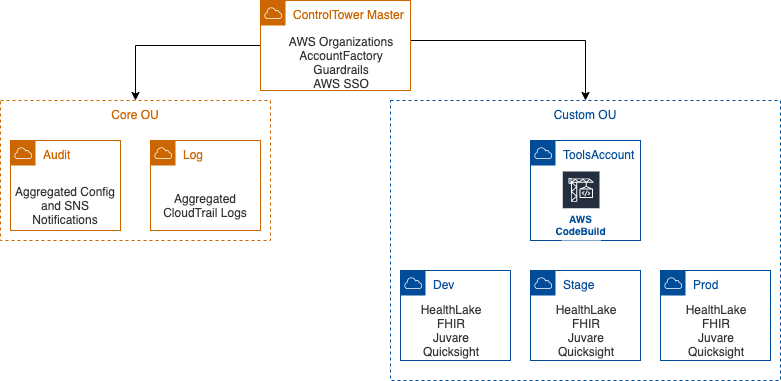 ControlTower Master
AWS Organizations
AccountFactory
Guardrails
AWS SSO
Core OU
Audit
Aggregated Config
and SNS
Notifications
Log
Aggregated
CloudTrail Logs
Custom OU
ToolsAccount
AWS
CodeBuild
Dev
HealthLake
FHIR
Juvare
Quicksight
Stage
HealthLake
FHIR
Juvare
Quicksight
Prod
HealthLake
FHIR
Juvare
Quicksight